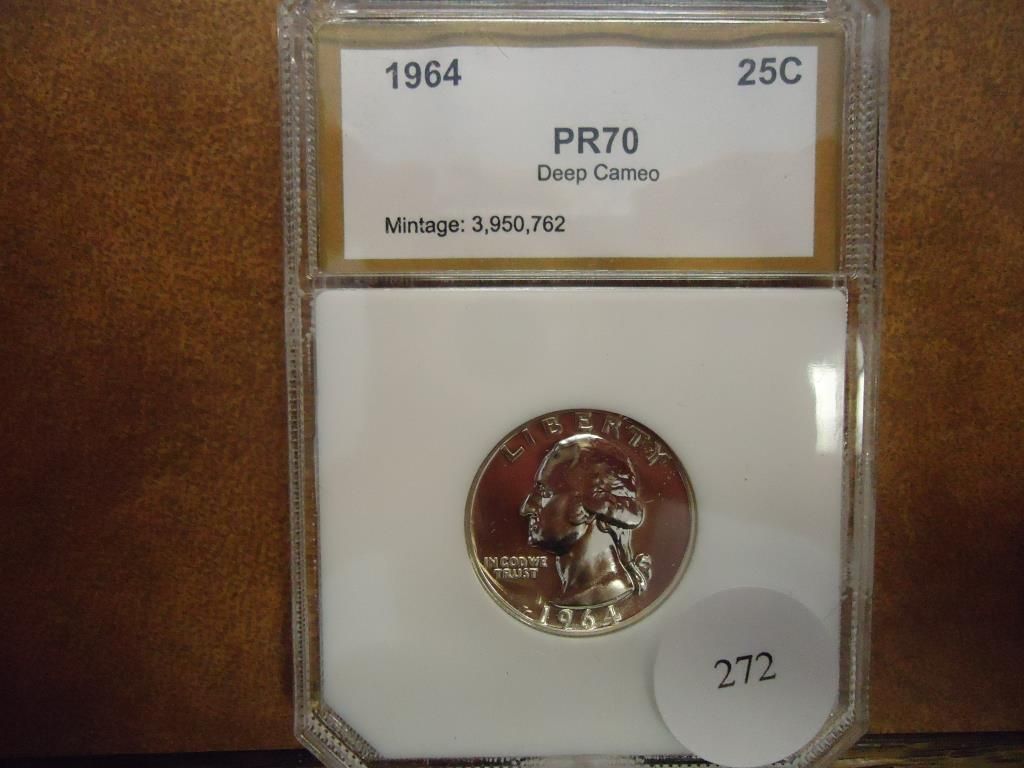 1964 25C
PR70
Deep Cameo
Mintage: 3,950,762
LIBERTY
IN GOD WE
TRUST
1964
272